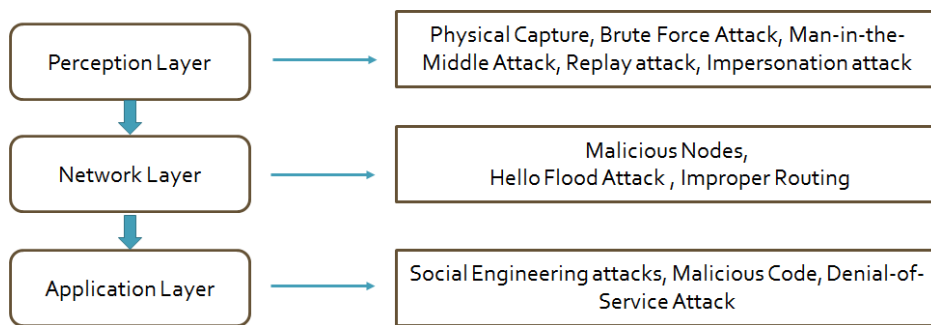 Perception Layer
Physical Capture, Brute Force Attack, Man-in-the-
Middle Attack, Replay attack, Impersonation attack
Network Layer
Malicious Nodes,
Hello Flood Attack , Improper Routing
Application Layer
Social Engineering attacks, Malicious Code, Denial-of-
Service Attack